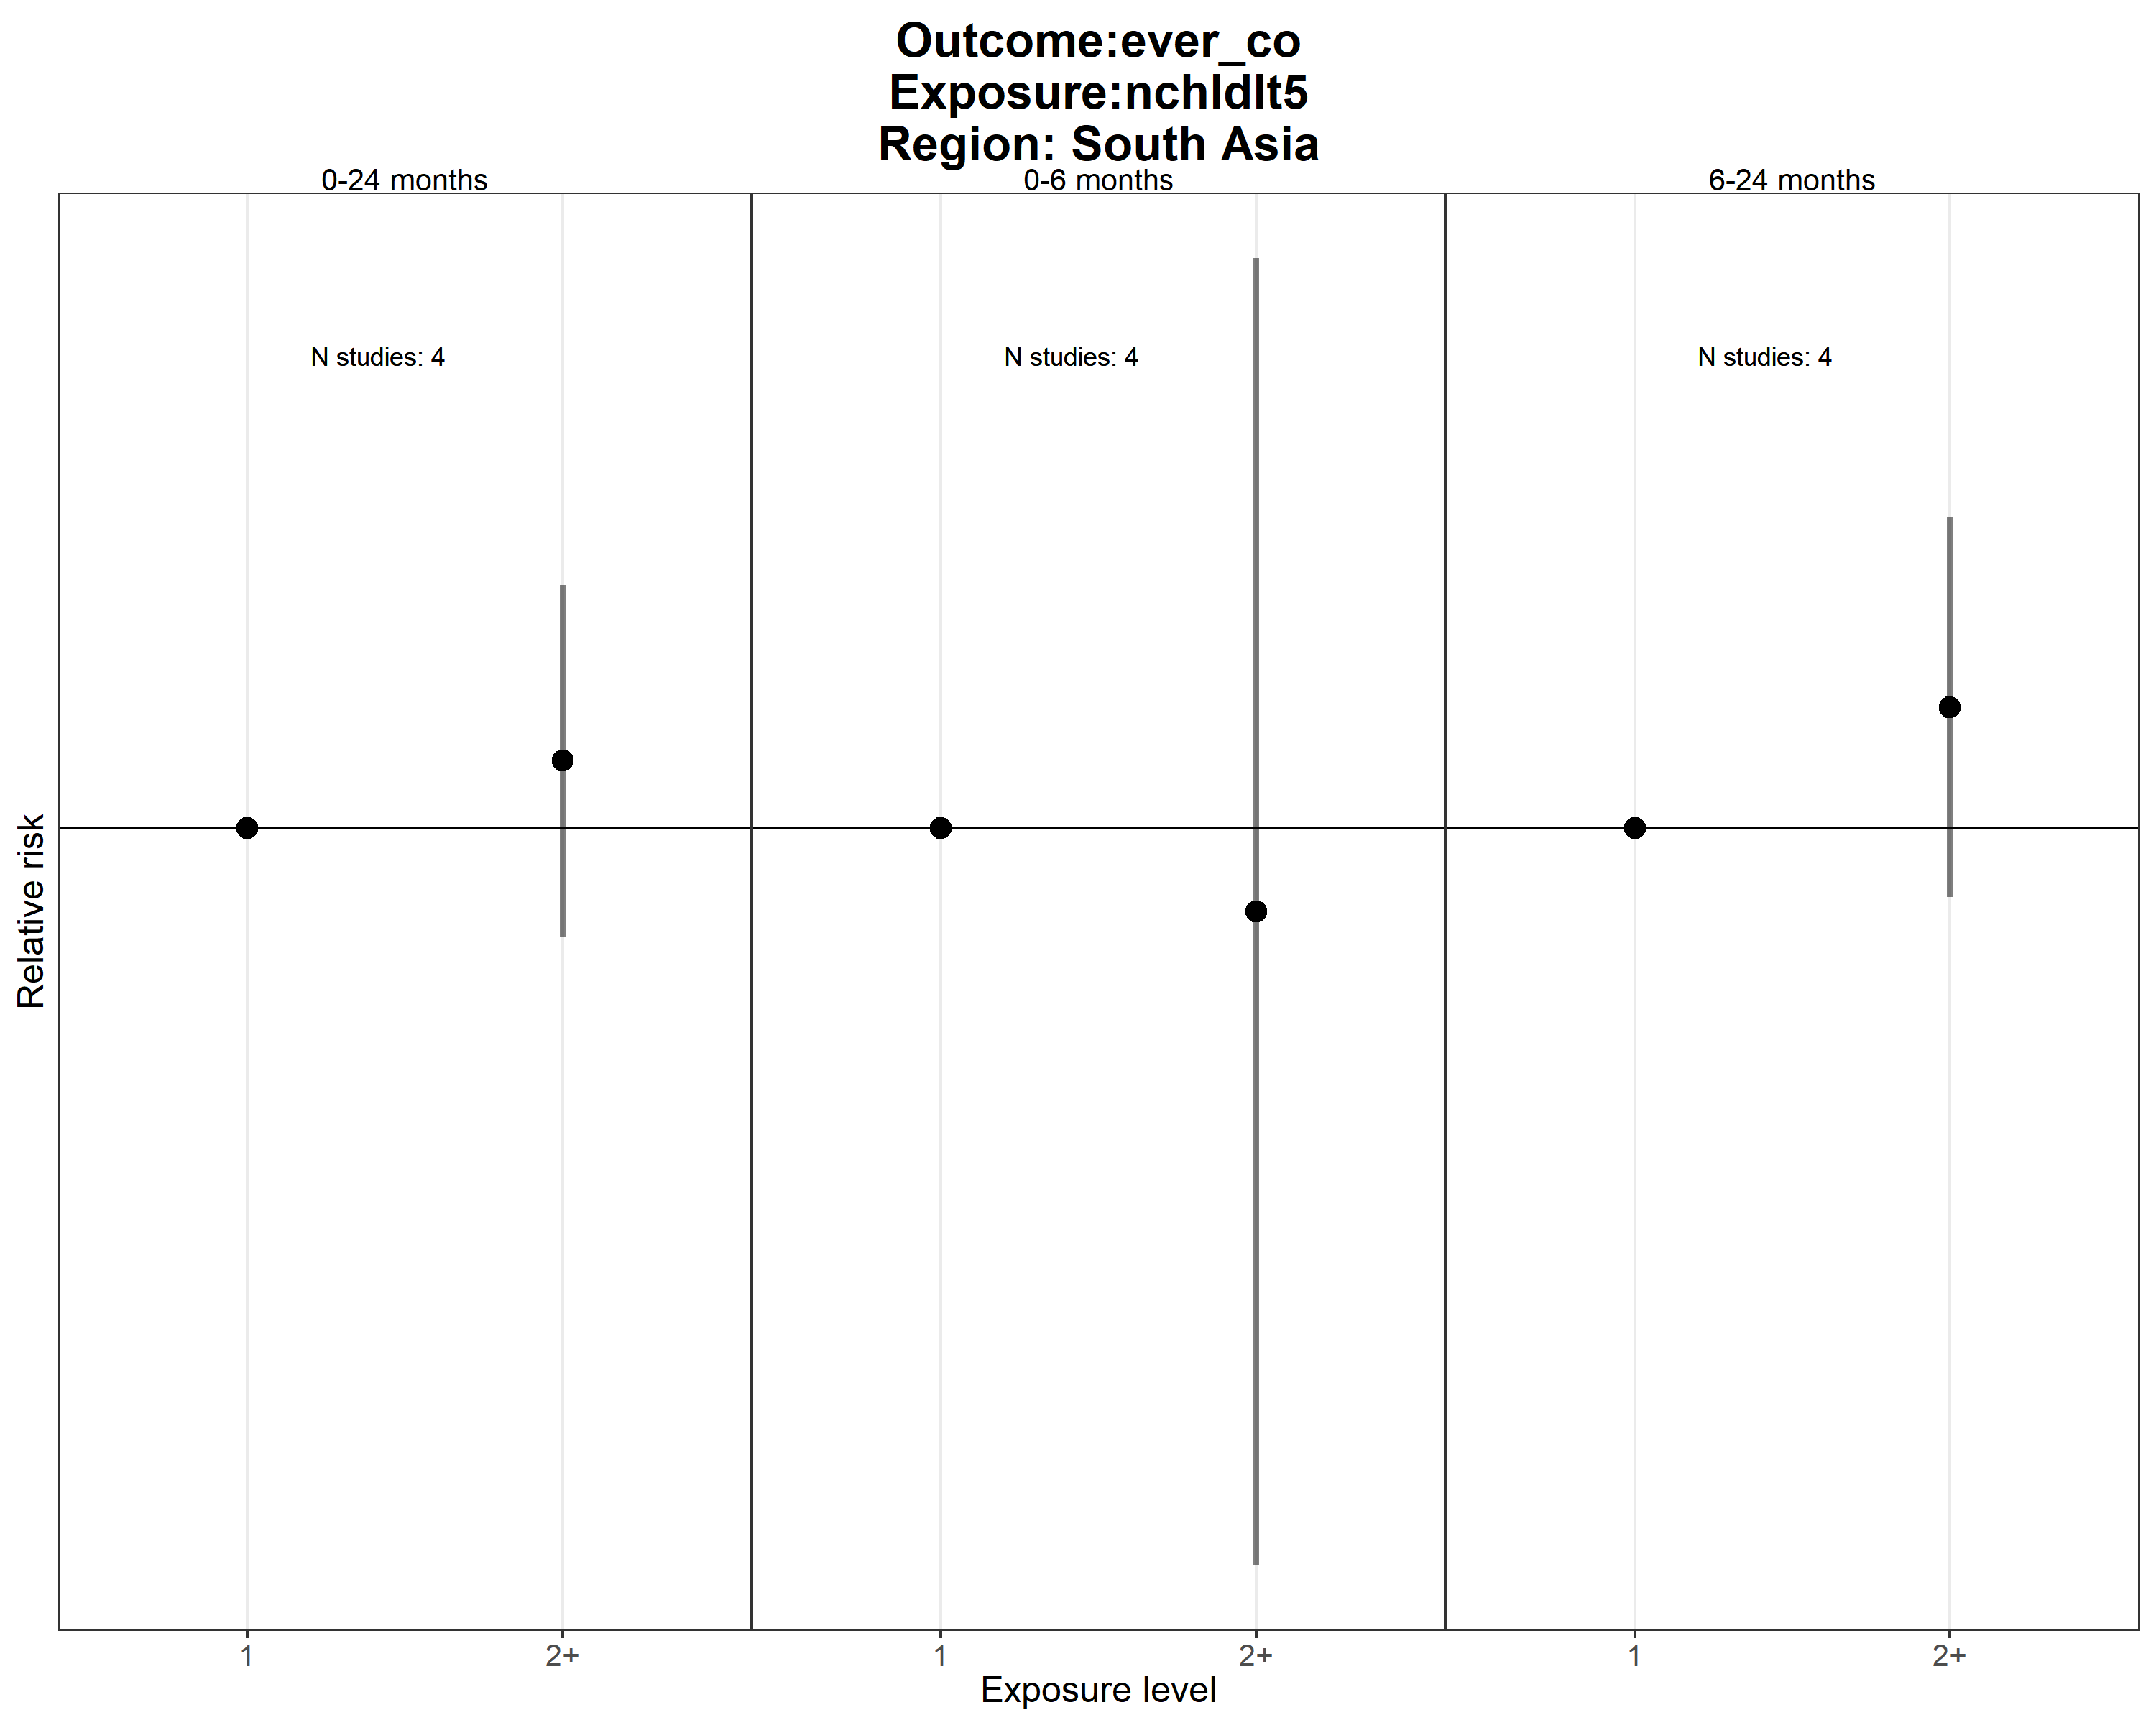 Outcome:ever_co
Exposure:nchldlt5
Region: South Asia
0-24 months
0-6 months
6-24 months
N studies: 4
N studies: 4
N studies: 4
Relative risk
1
2+
1
2+
1
2+
Exposure level